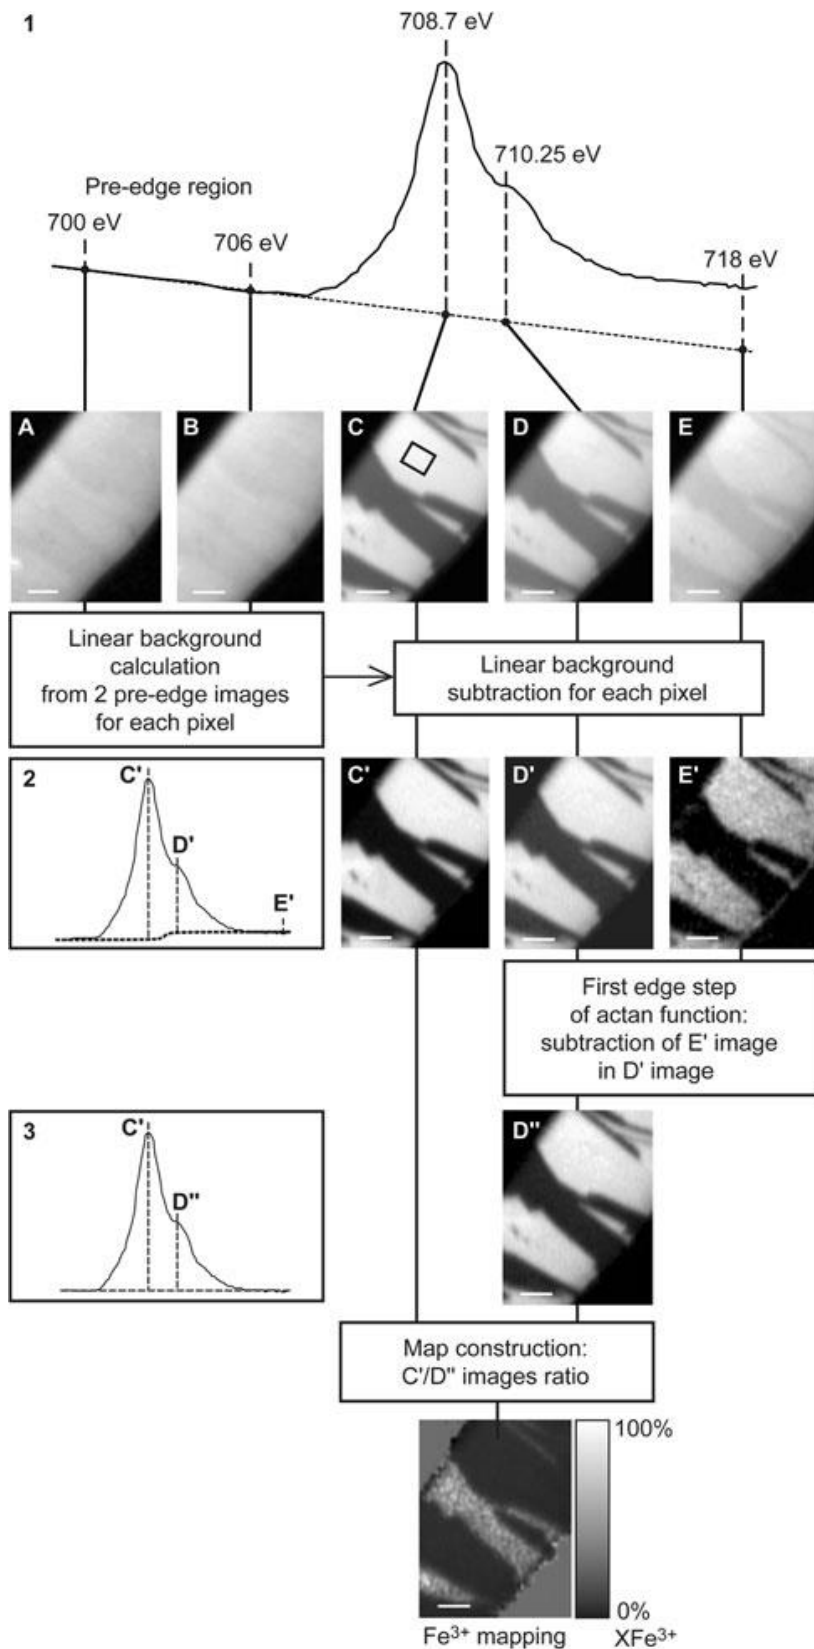 1
708.7 eV
710.25 eV
Pre-edge region
700 eV
706 eV
718 eV
A
B
C
D
E
Linear background
calculation
from 2 pre-edge images
for each pixel
Linear background
subtraction for each pixel
2
C'
D'
E'
C'
D'
E'
First edge step
of actan function:
subtraction of E' image
in D' image
3
C'
D"
D"
Map construction:
C'/D" images ratio
100%
0%
Fe³⁺ mapping
XFe³⁺